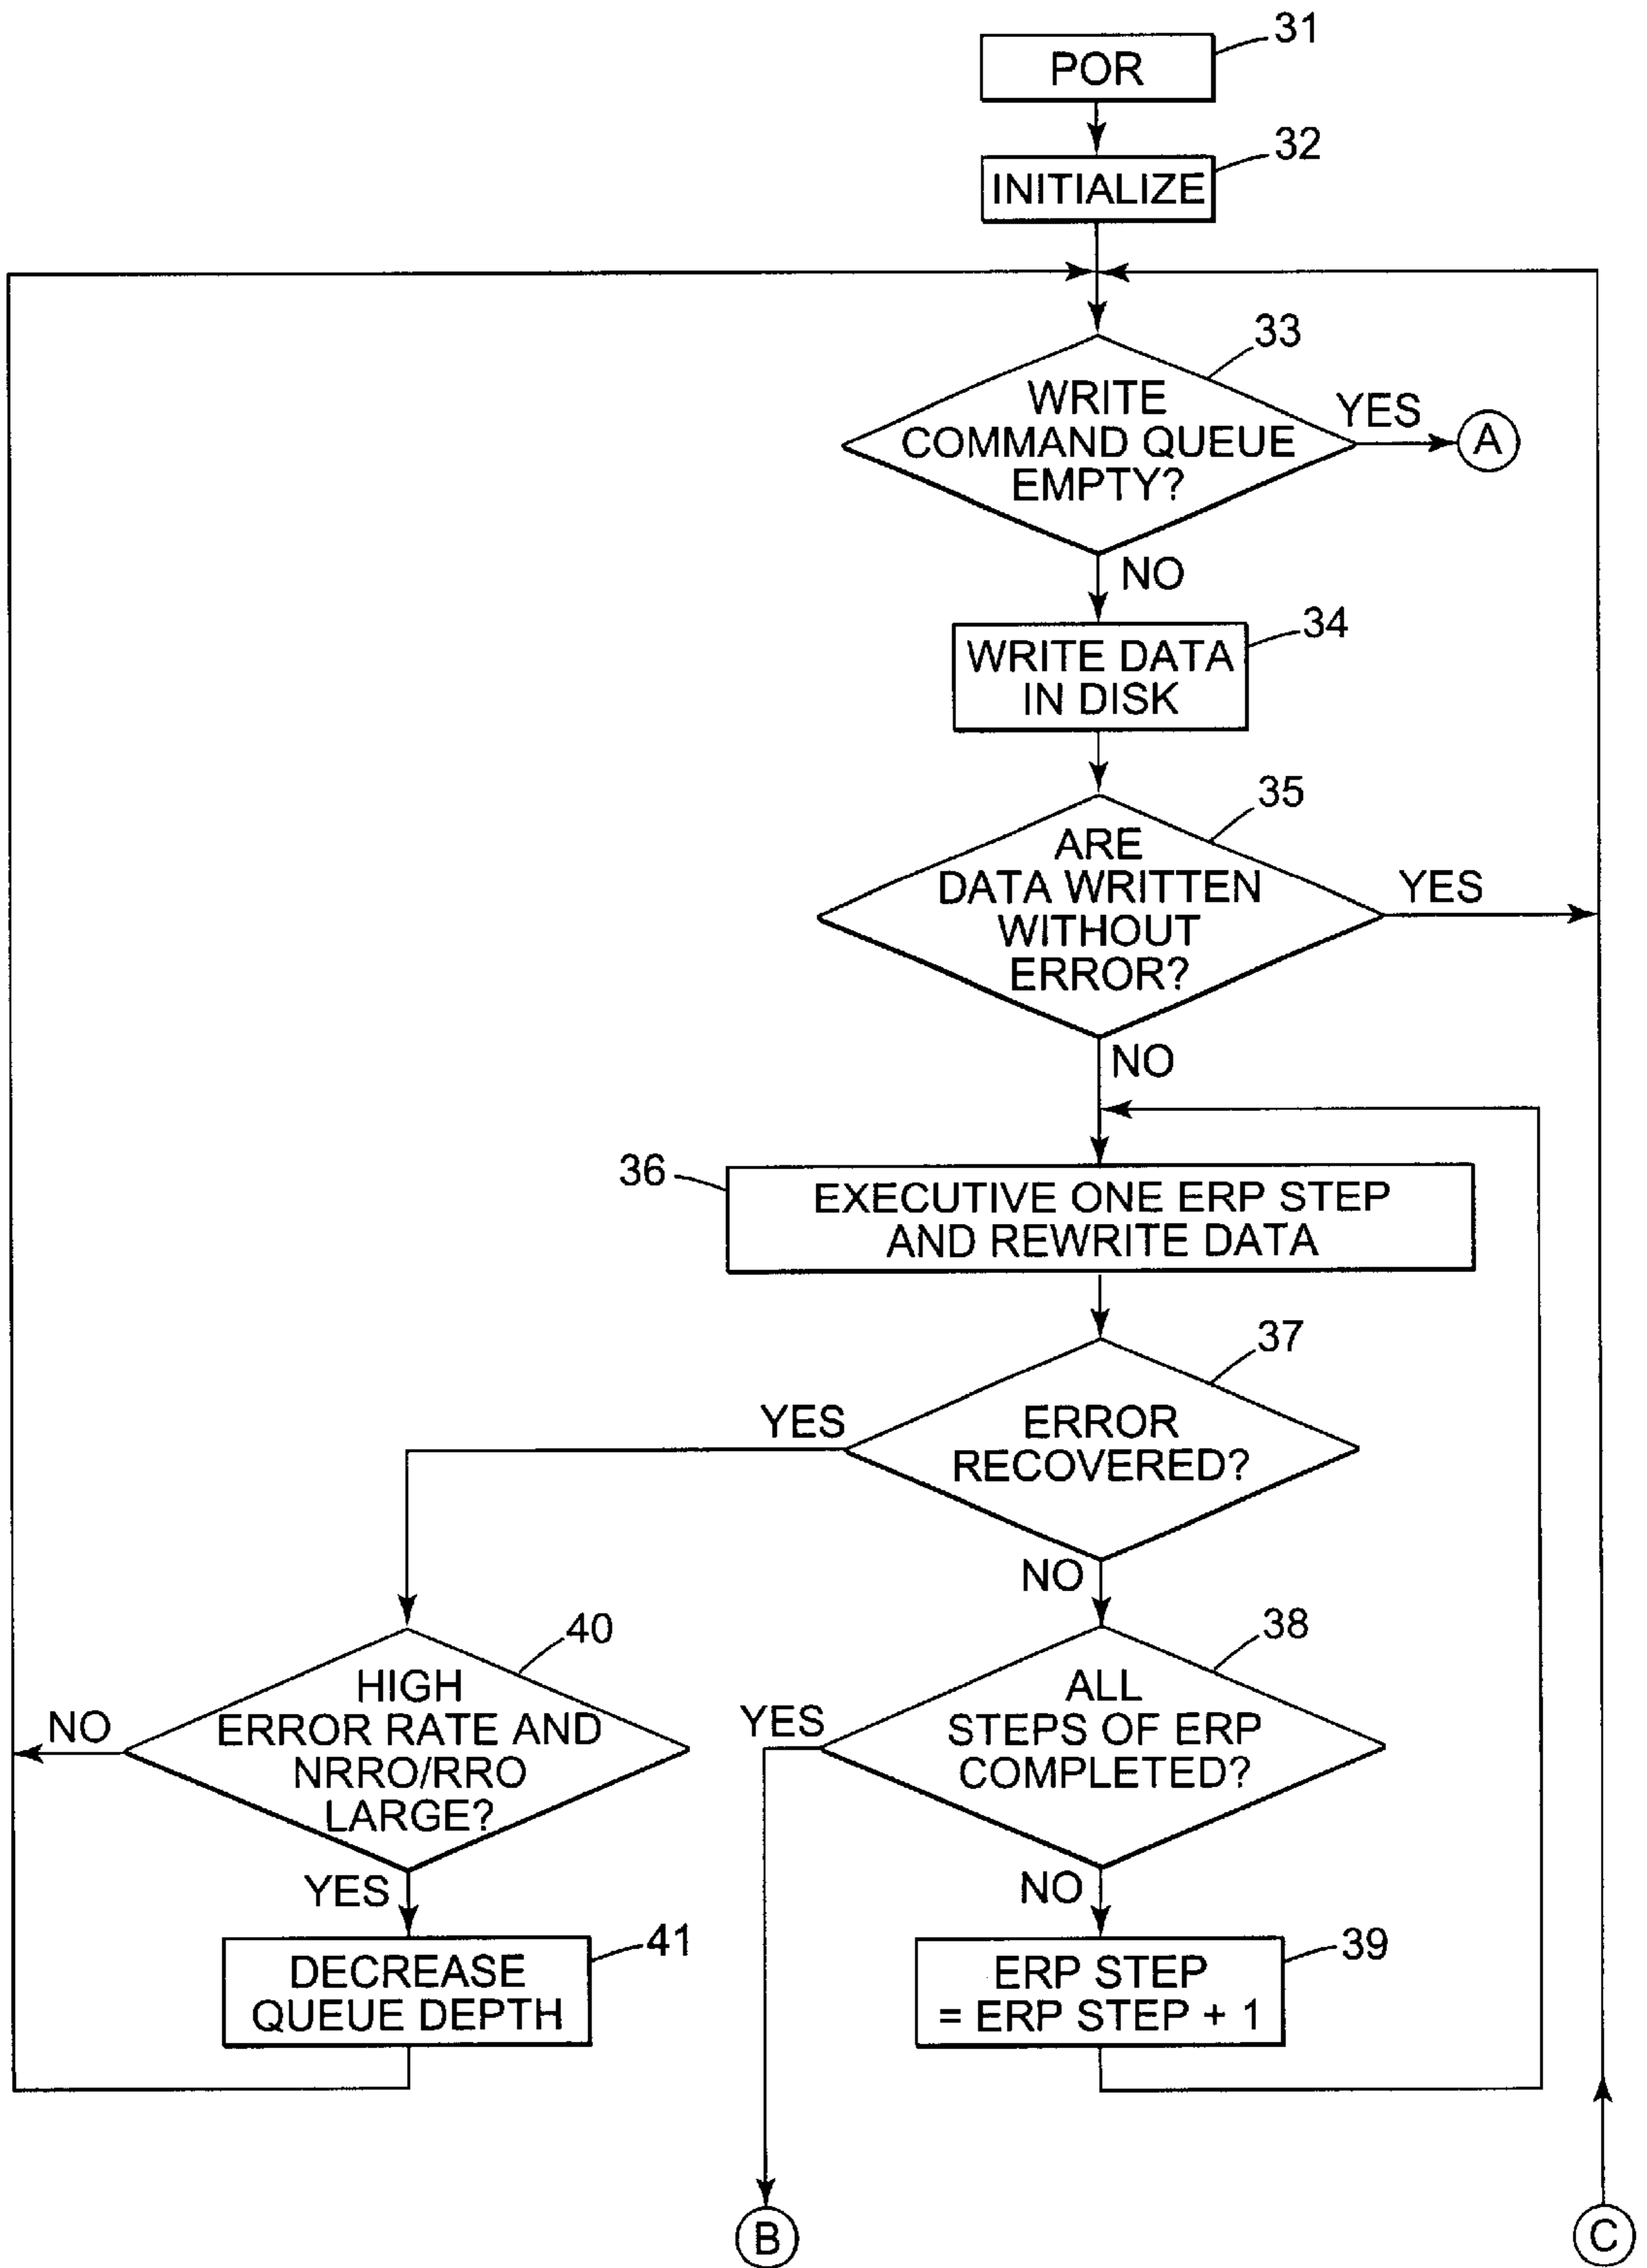 31
POR
32
INITIALIZE
33
WRITE
COMMAND QUEUE
EMPTY?
YES
A
NO
34
WRITE DATA
IN DISK
35
ARE
DATA WRITTEN
WITHOUT
ERROR?
YES
NO
36
EXECUTIVE ONE ERP STEP
AND REWRITE DATA
37
ERROR
RECOVERED?
YES
NO
40
HIGH
ERROR RATE AND
NRRO/RRO
LARGE?
NO
YES
38
ALL
STEPS OF ERP
COMPLETED?
YES
NO
41
DECREASE
QUEUE DEPTH
39
ERP STEP
= ERP STEP + 1
B
C